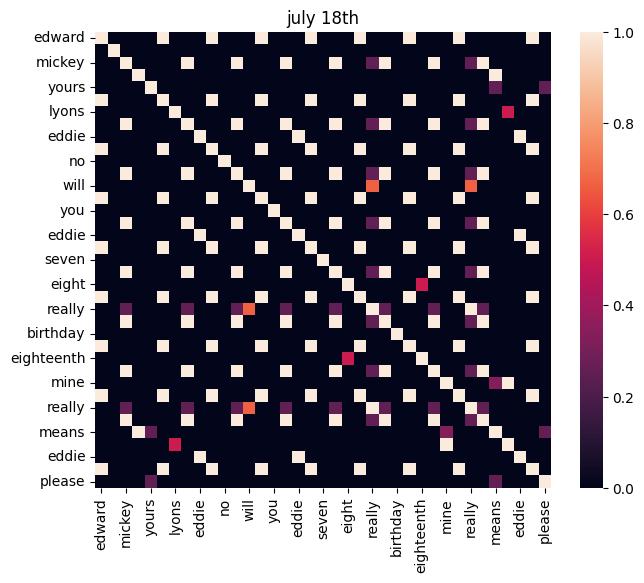 july 18th
edward
mickey
yours
lyons
eddie
no
will
you
eddie
seven
eight
really
birthday
eighteenth
mine
really
means
eddie
please
edward
mickey
yours
lyons
eddie
no
will
you
eddie
seven
eight
really
birthday
eighteenth
mine
really
means
eddie
please
1.0
0.8
0.6
0.4
0.2
0.0